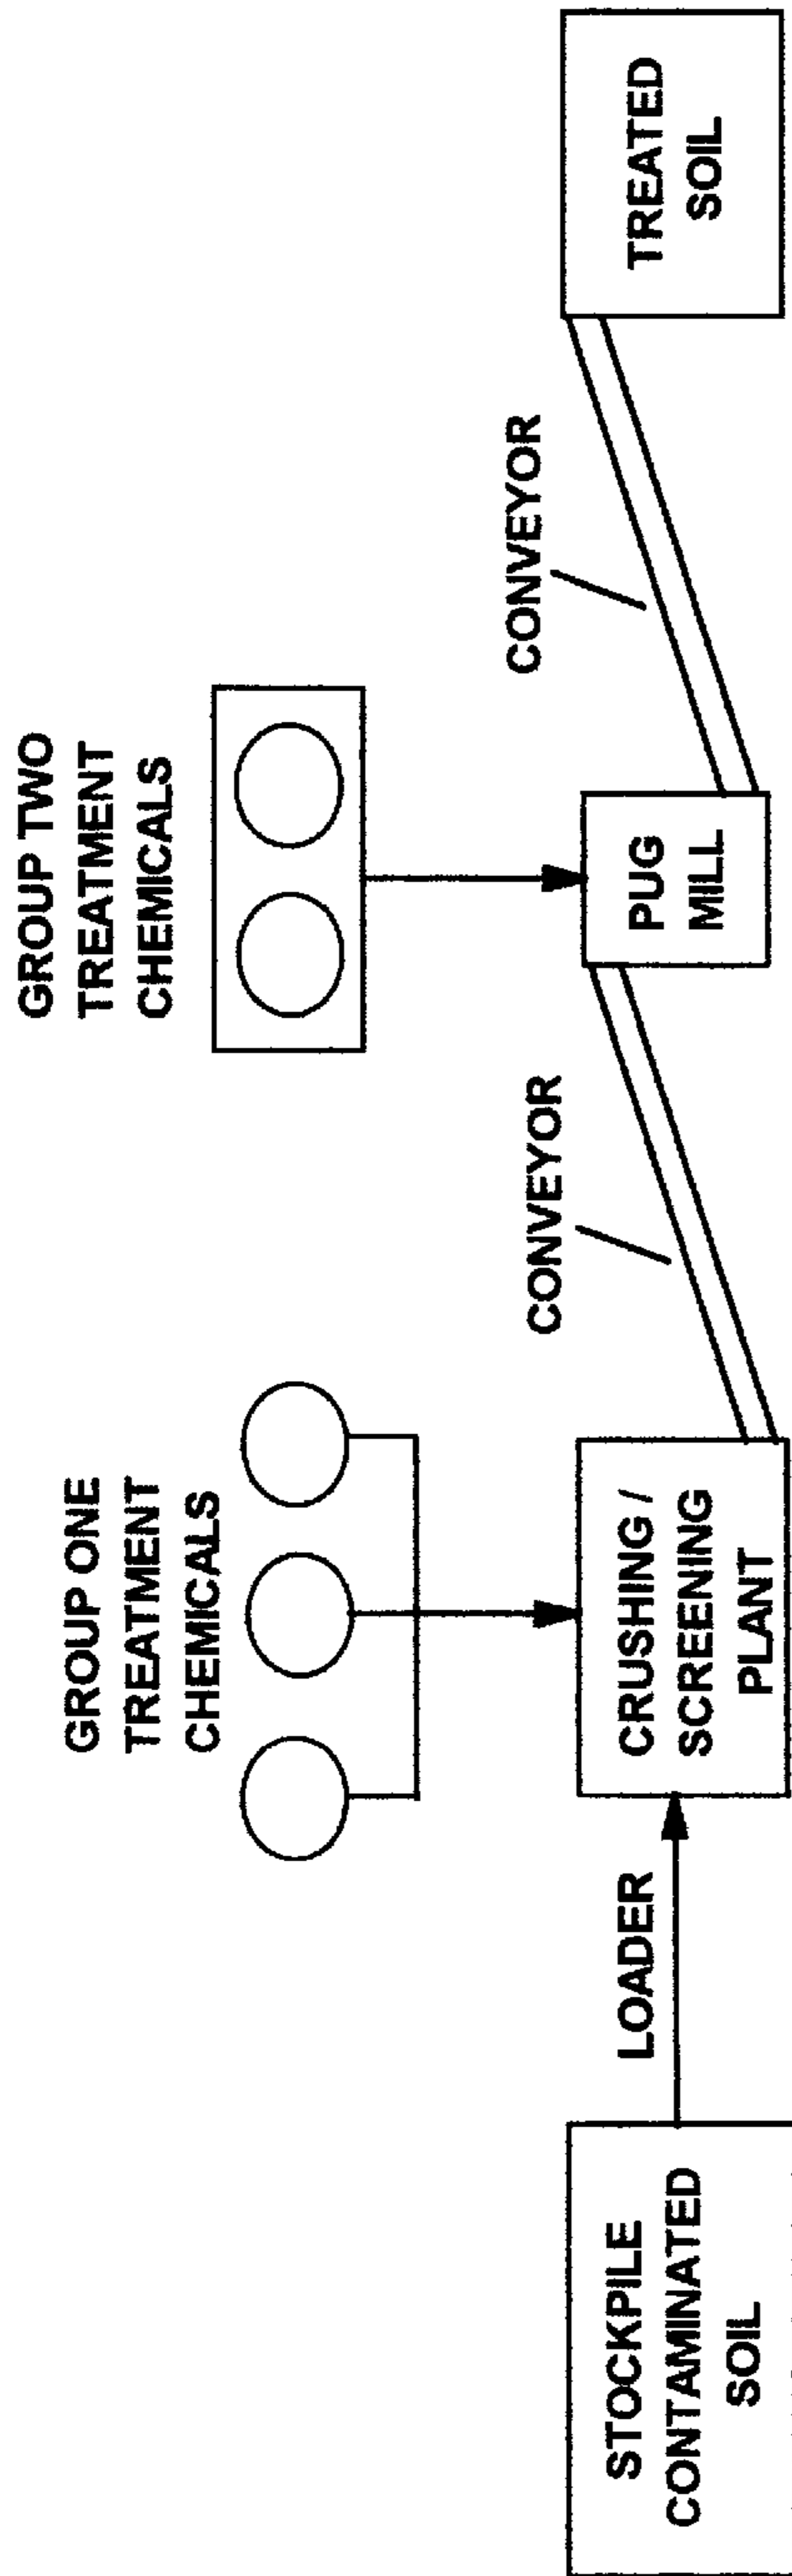 GROUP ONE
TREATMENT
CHEMICALS
GROUP TWO
TREATMENT
CHEMICALS
STOCKPILE
CONTAMINATED
SOIL
LOADER
CRUSHING /
SCREENING
PLANT
CONVEYOR
PUG
MILL
CONVEYOR
TREATED
SOIL